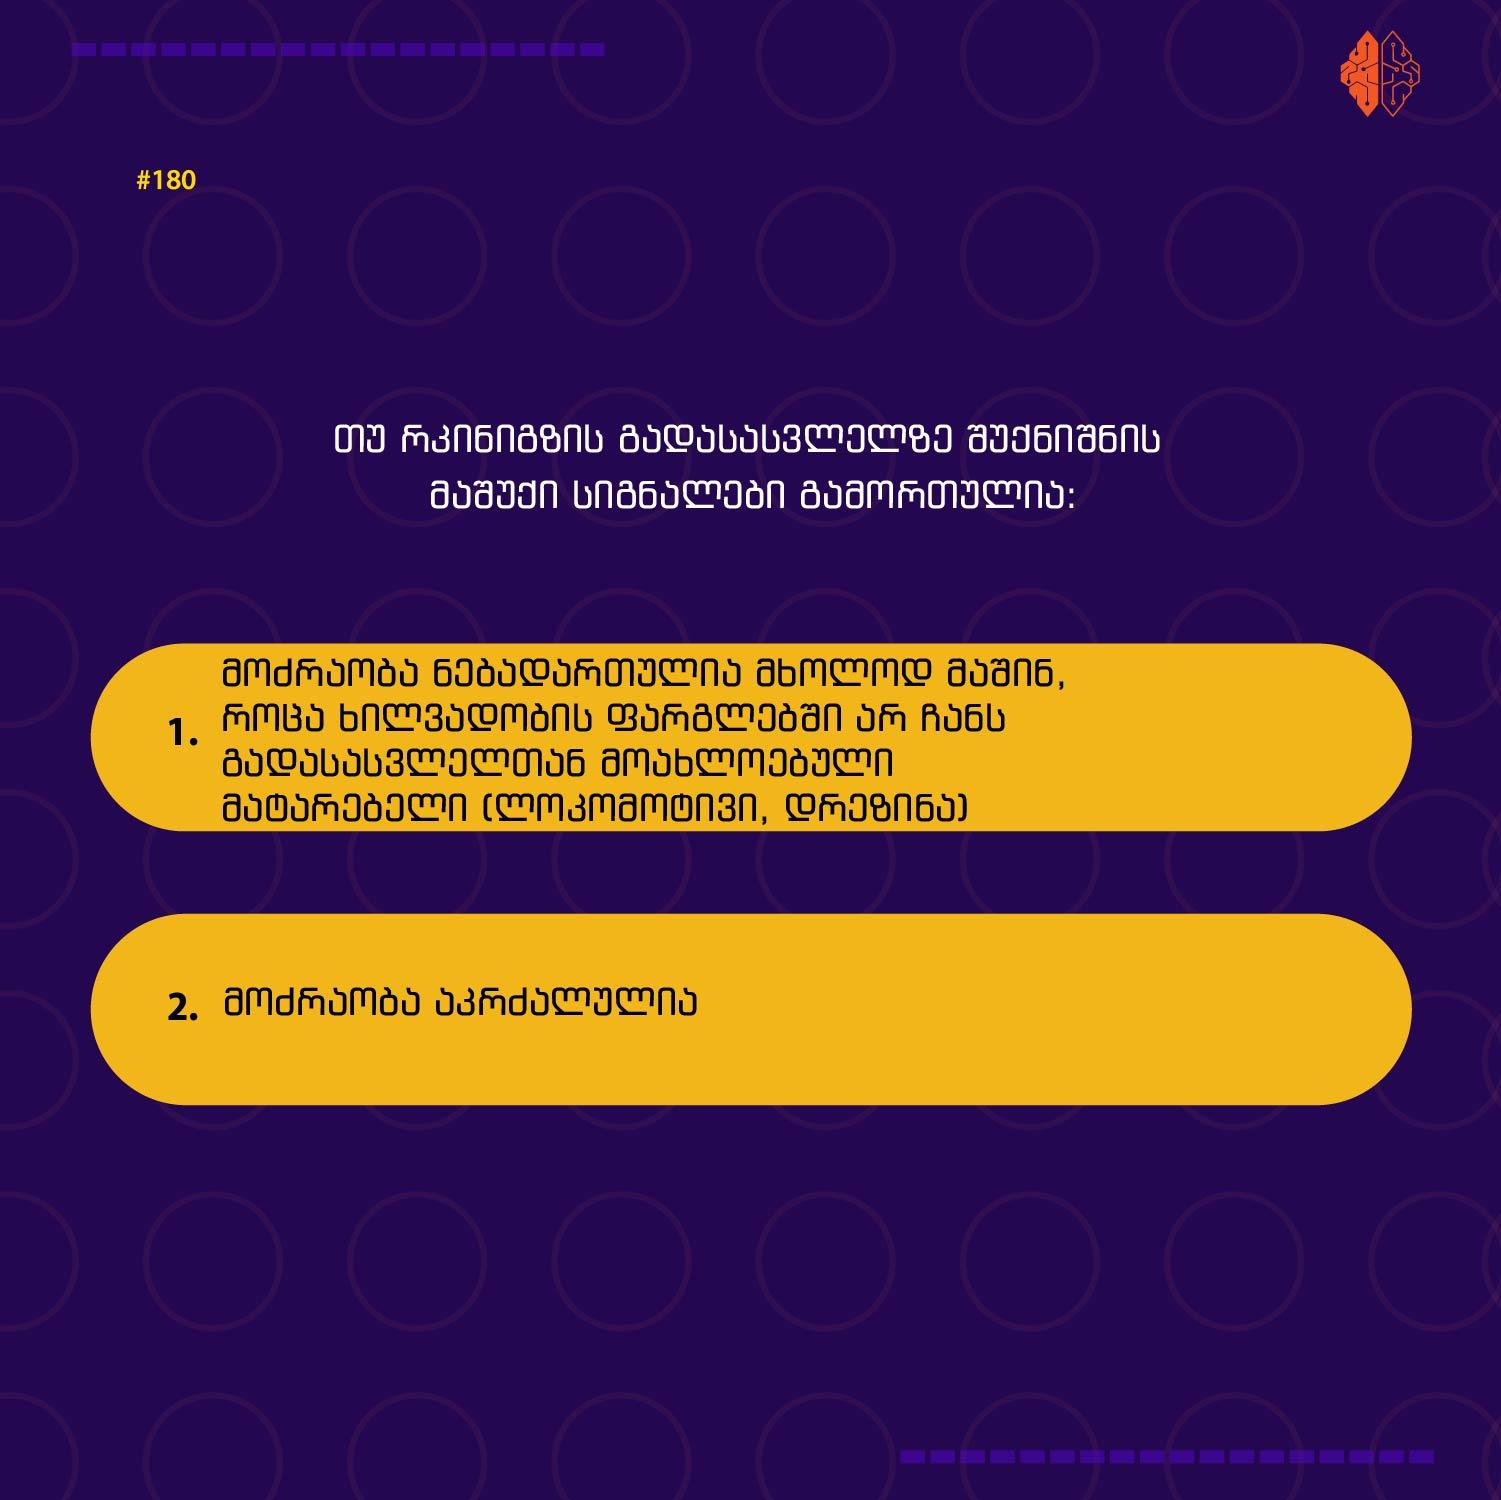 #180
თუ რკინიგზის გადასასვლელზე შუქნიშნის
მაშუქი სიგნალები გამორთულია:
მოძრაობა ნებადართულია მხოლოდ მაშინ,
1. როცა ხილვადობის ფარგლებში არ ჩანს
გადასასვლელთან მოახლოებული
მატარებელი (ლოკომოტივი, დრეზინა)
2. მოძრაობა აკრძალულია